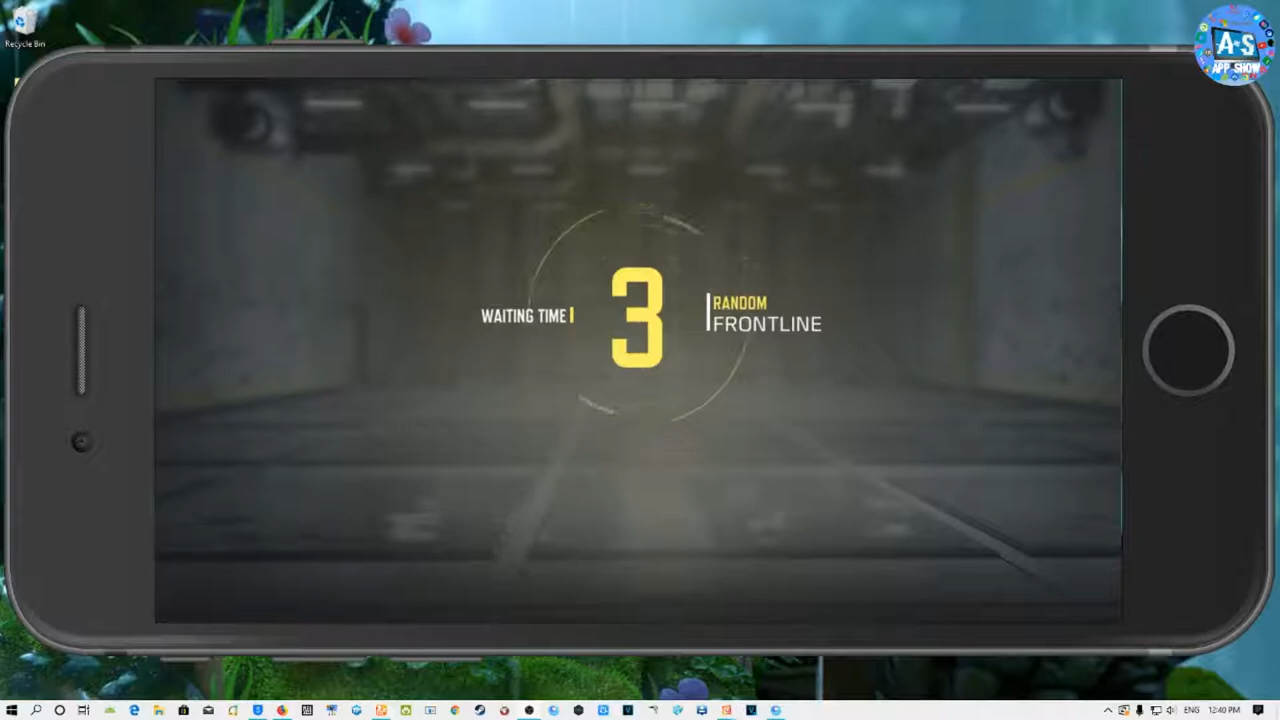 Recycle Bin
A-S
APP SHOW
WAITING TIME
3
RANDOM
FRONTLINE
ENG
12:40 PM